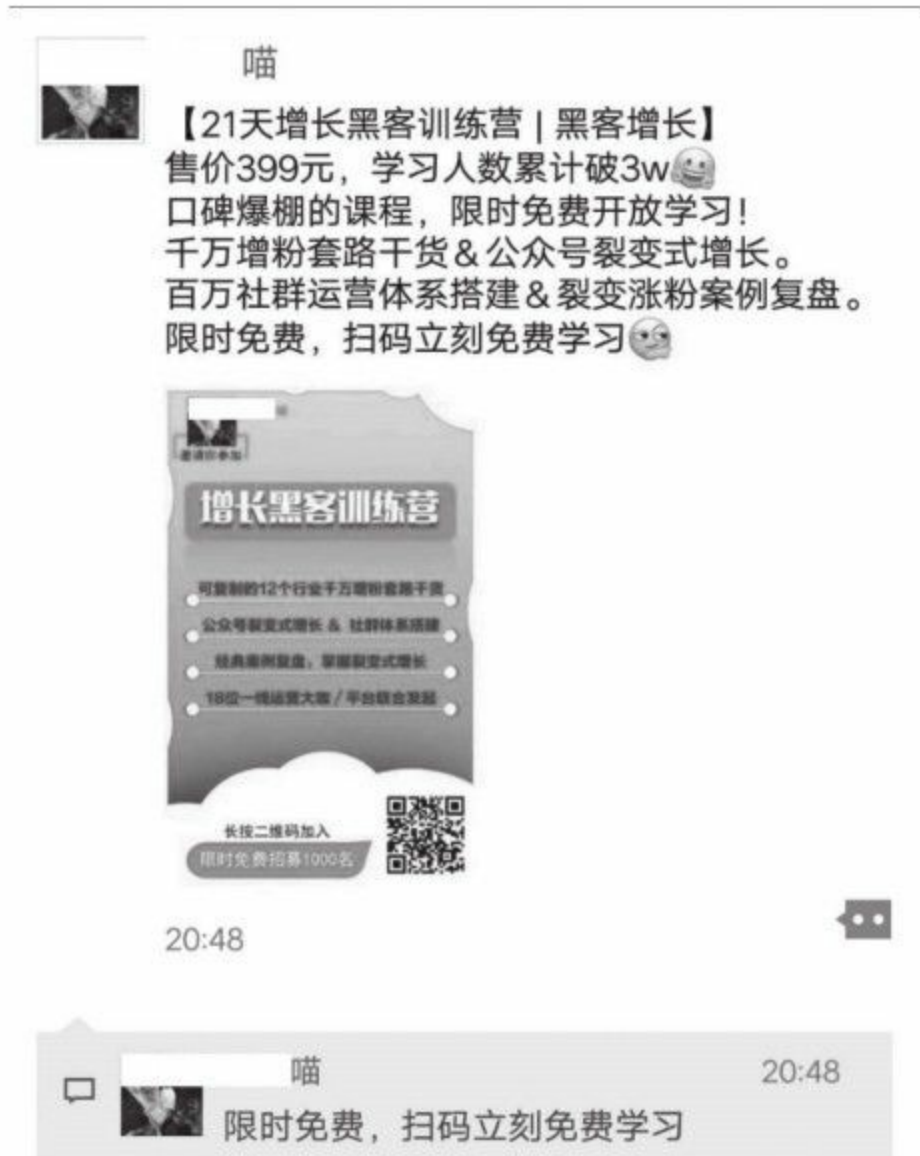 喵
【21天增长黑客训练营 | 黑客增长】
售价399元，学习人数累计破3w
口碑爆棚的课程，限时免费开放学习！
千万增粉套路干货＆公众号裂变式增长。
百万社群运营体系搭建＆裂变涨粉案例复盘。
限时免费，扫码立刻免费学习
邀请你参加
增长黑客训练营
可复制的12个行业千万增粉套路干货
公众号裂变式增长 & 社群体系搭建
经典案例复盘，掌握裂变式增长
18位一线运营大咖 / 平台联合发起
长按二维码加入
限时免费招募1000名
20:48
喵 20:48
限时免费，扫码立刻免费学习